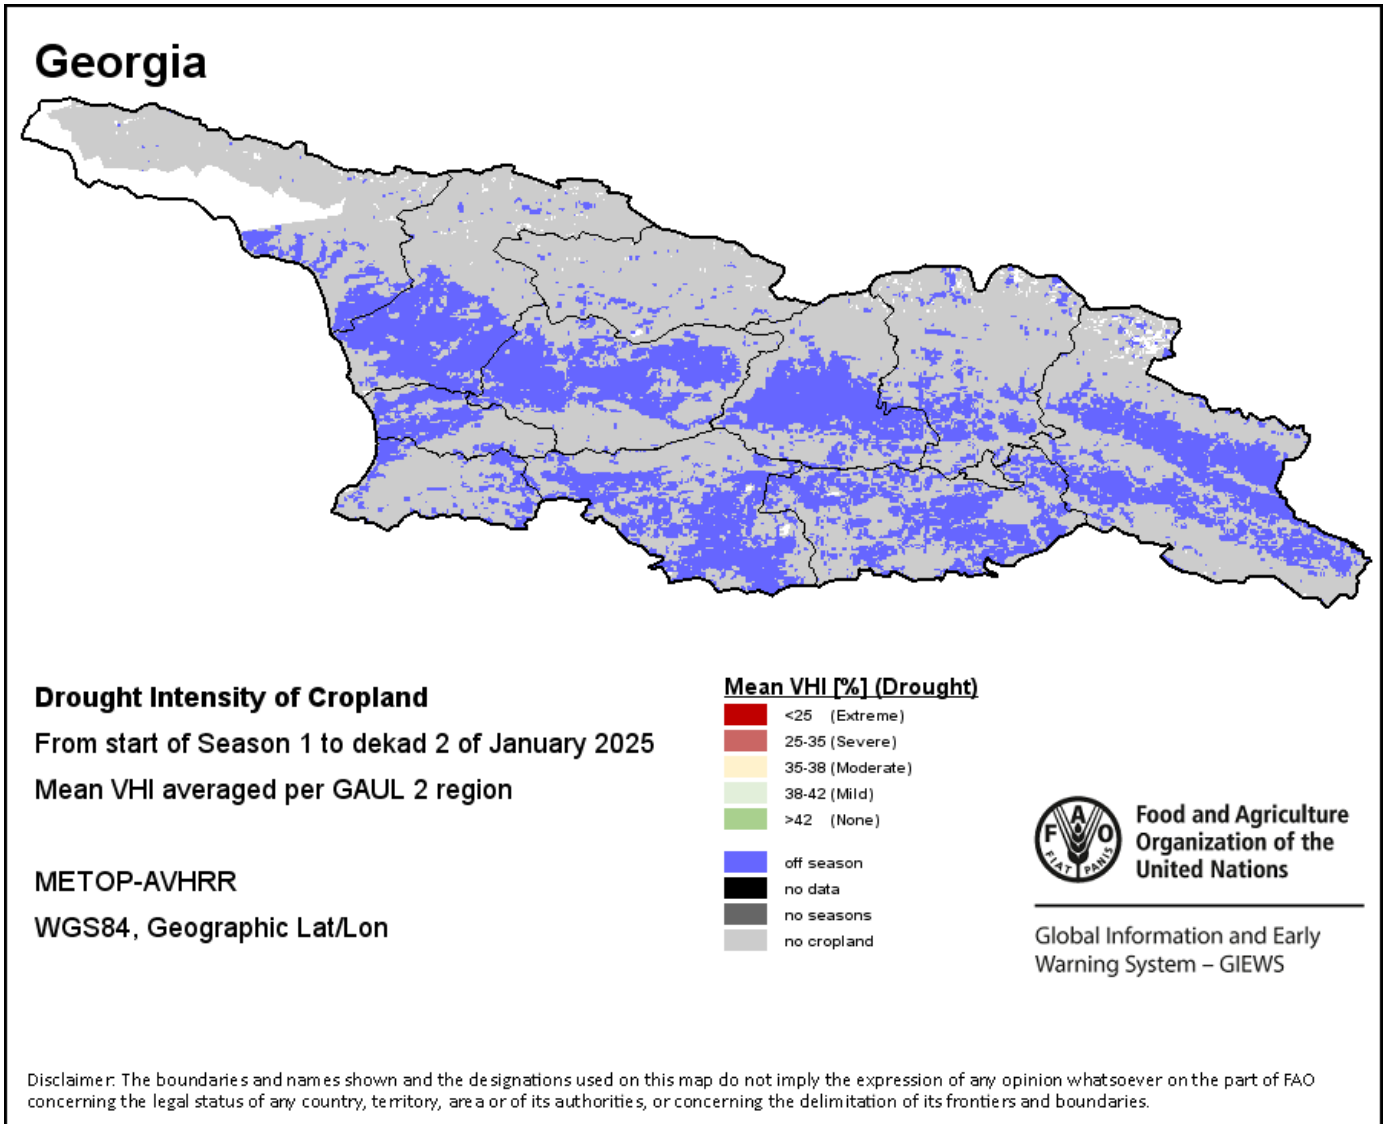 Georgia
Drought Intensity of Cropland
From start of Season 1 to dekad 2 of January 2025
Mean VHI averaged per GAUL 2 region
METOP-AVHRR
WGS84, Geographic Lat/Lon
Mean VHI [%] (Drought)
<25 (Extreme)
25-35 (Severe)
35-38 (Moderate)
38-42 (Mild)
>42 (None)
off season
no data
no seasons
no cropland
F A O
FIAT PANIS
Food and Agriculture
Organization of the
United Nations
Global Information and Early
Warning System – GIEWS
Disclaimer: The boundaries and names shown and the designations used on this map do not imply the expression of any opinion whatsoever on the part of FAO
concerning the legal status of any country, territory, area or of its authorities, or concerning the delimitation of its frontiers and boundaries.